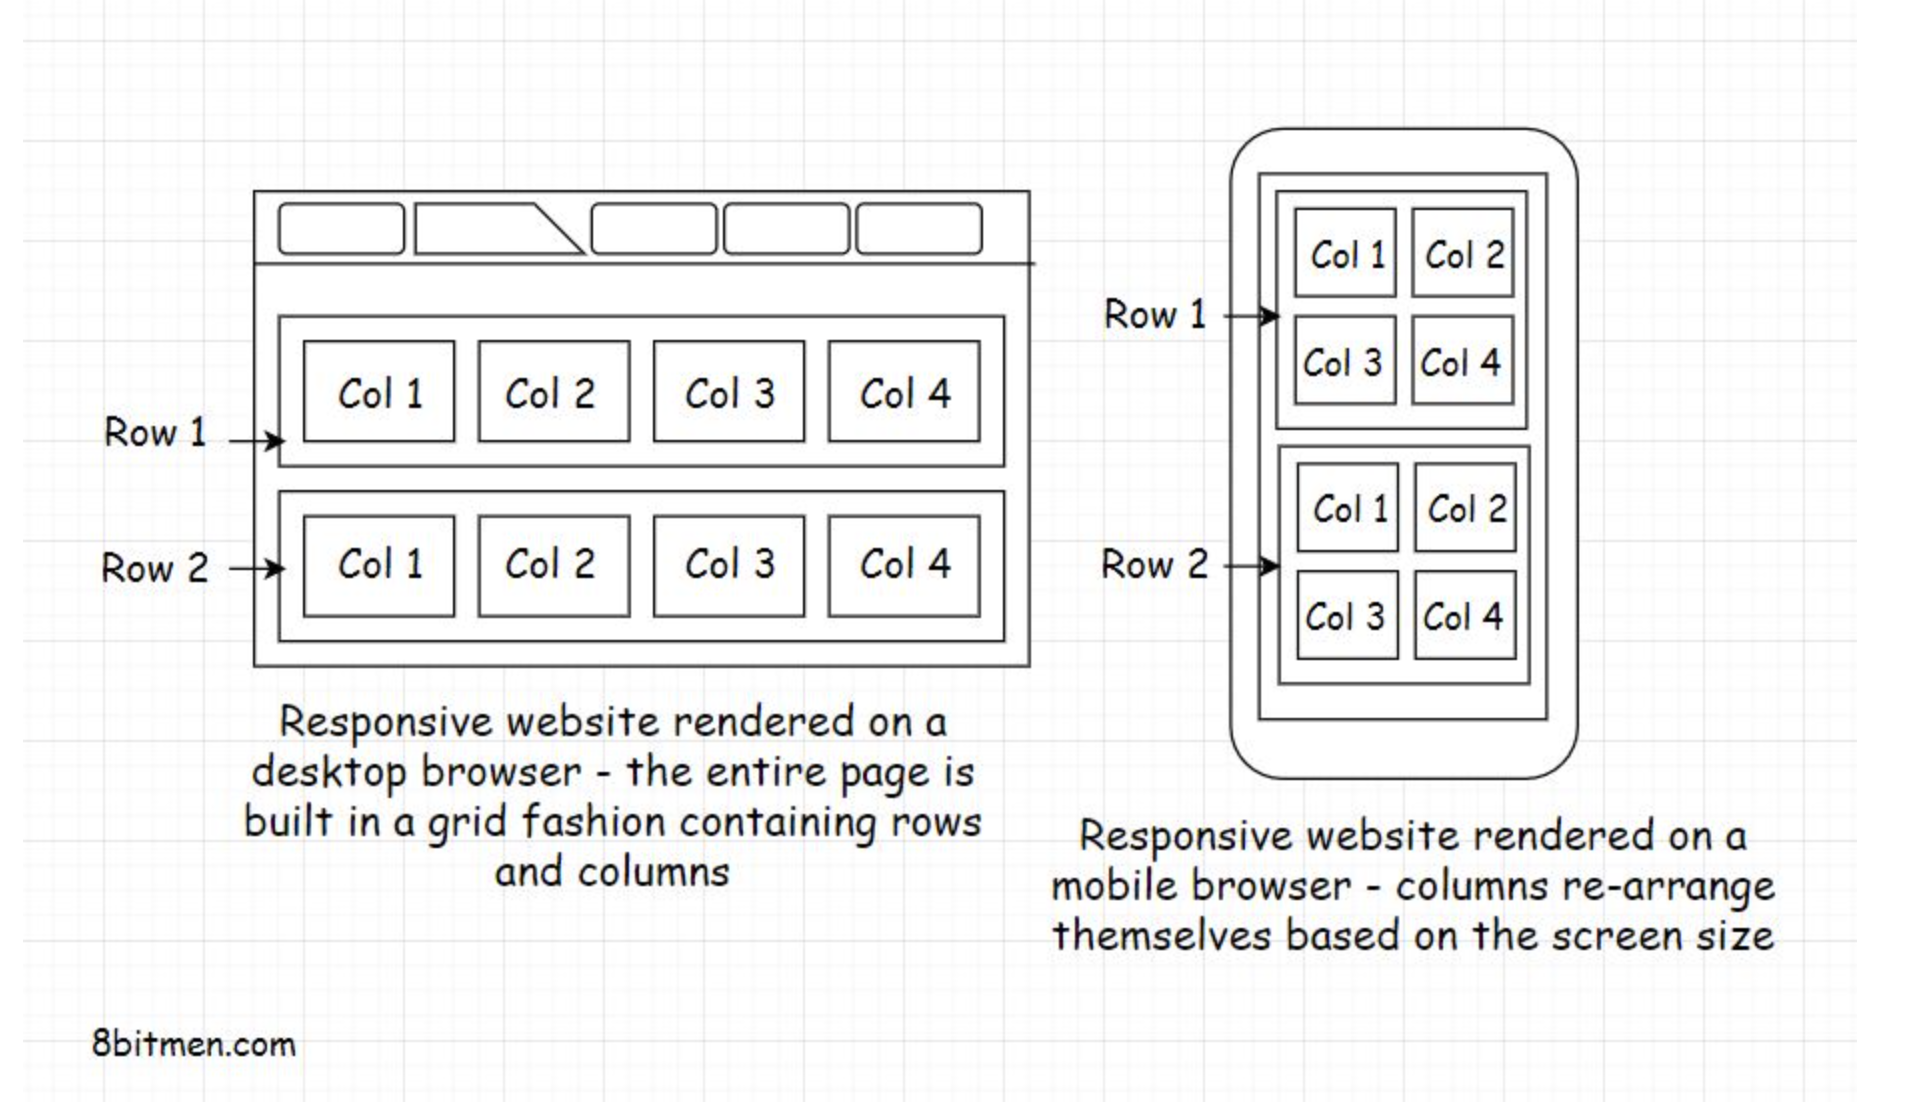 Row 1
Col 1 Col 2 Col 3 Col 4
Row 2
Col 1 Col 2 Col 3 Col 4
Responsive website rendered on a
desktop browser - the entire page is
built in a grid fashion containing rows
and columns
Row 1
Col 1 Col 2
Col 3 Col 4
Row 2
Col 1 Col 2
Col 3 Col 4
Responsive website rendered on a
mobile browser - columns re-arrange
themselves based on the screen size
8bitmen.com